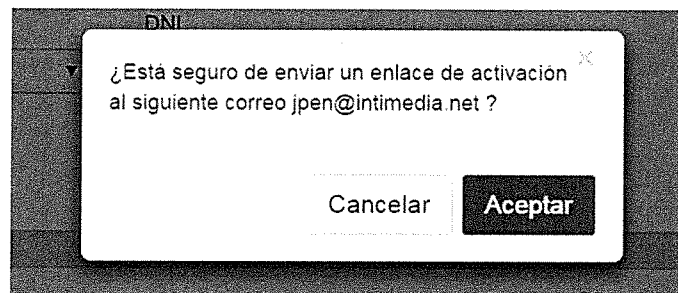 DNI
¿Está seguro de enviar un enlace de activación
al siguiente correo jpen@intimedia.net ?
Cancelar
Aceptar